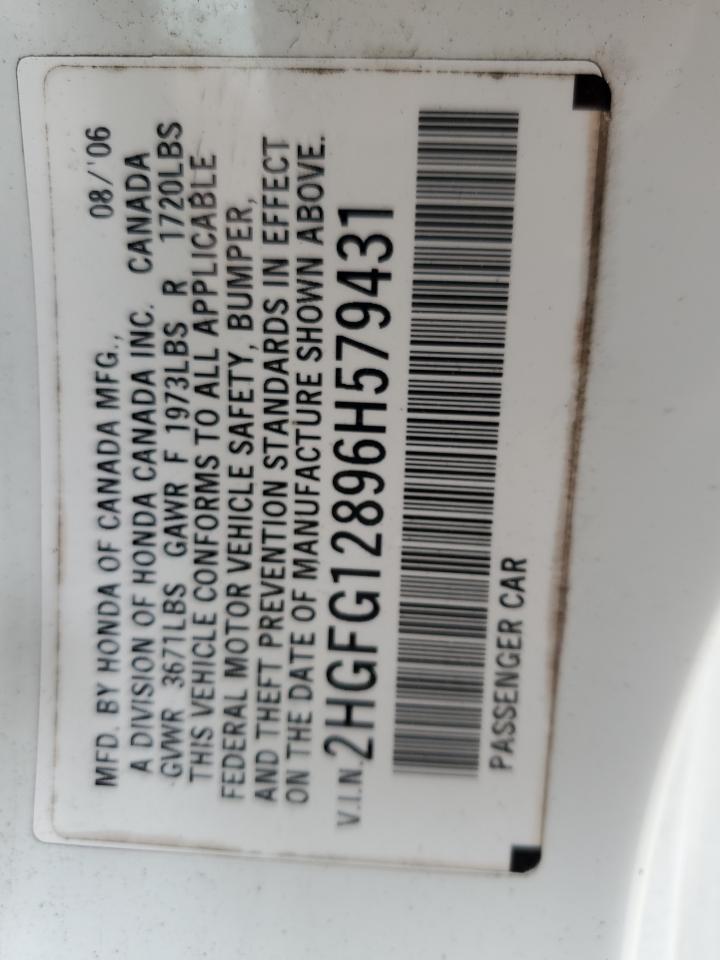 MFD. BY HONDA OF CANADA MFG., 08/'06
A DIVISION OF HONDA CANADA INC. CANADA
GVWR 3671LBS GAWR F 1973LBS R 1720LBS
THIS VEHICLE CONFORMS TO ALL APPLICABLE
FEDERAL MOTOR VEHICLE SAFETY, BUMPER,
AND THEFT PREVENTION STANDARDS IN EFFECT
ON THE DATE OF MANUFACTURE SHOWN ABOVE.
V.I.N. 2HGFG12896H579431
PASSENGER CAR